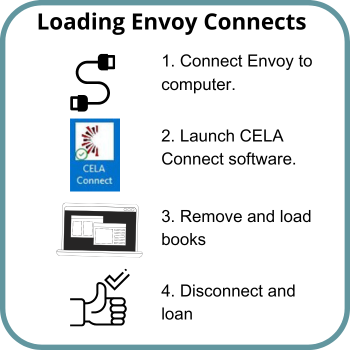 Loading Envoy Connects
1. Connect Envoy to
computer.
CELA
Connect
2. Launch CELA
Connect software.
3. Remove and load
books
4. Disconnect and
loan